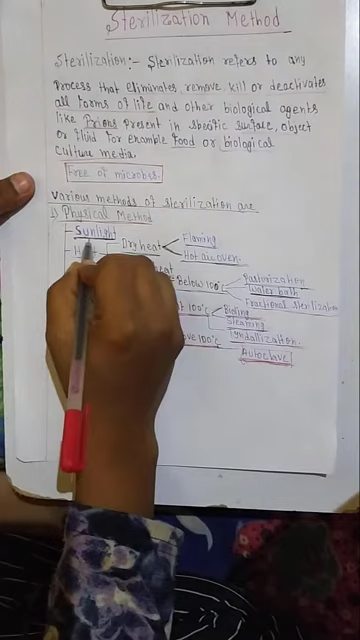 Sterilization Method
Sterilization:- Sterilization refers to any
Process that eliminates, remove kill or deactivates
all forms of life and other biological agents
like Prions present in specific surface, object
or fluid for example food or biological
culture media.
Free of microbes.
Various methods of sterilization are
1) Physical Method
Sunlight
Dry heat
Flaming
Hot air oven.
Below 100°c
Pasturization
Water bath
Fractional sterilization
100°c
Boiling
Steaming
Tyndallization.
100°c
Autoclave